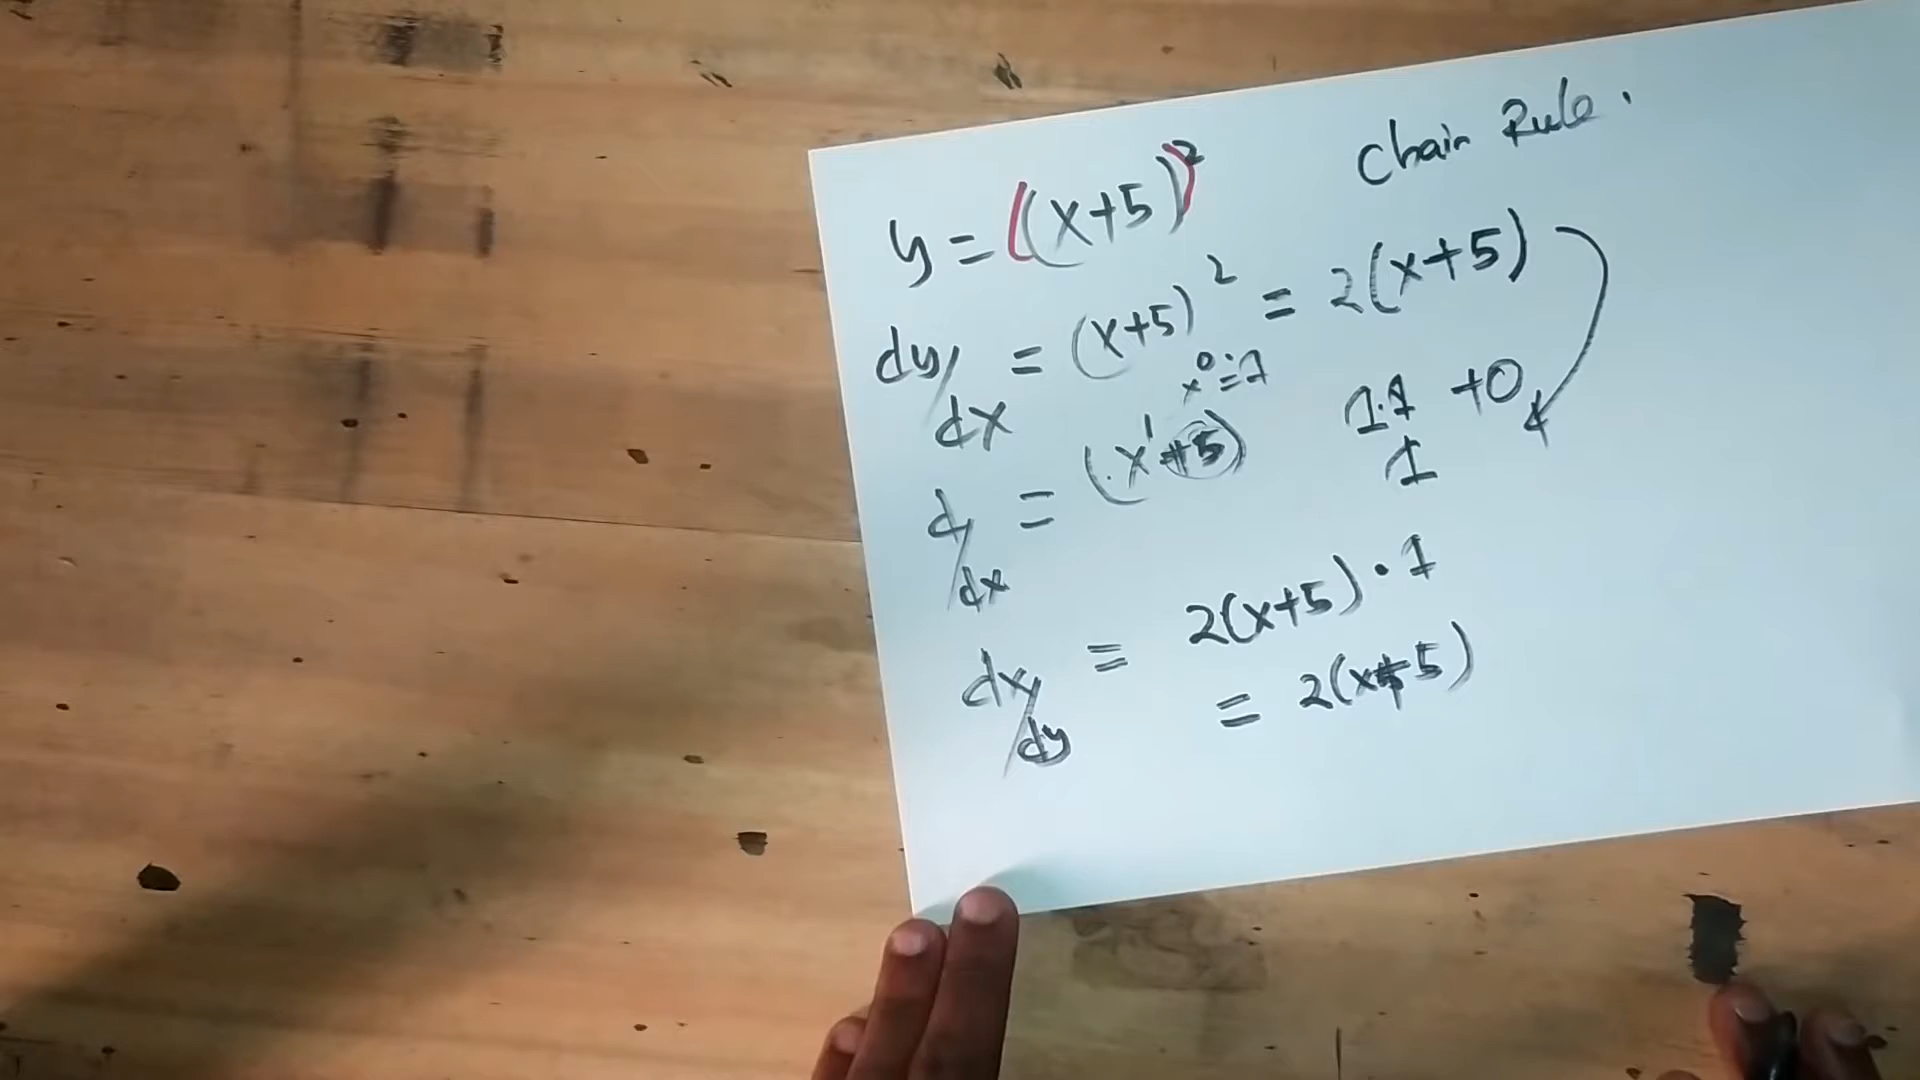 Chain Rule.
y = ((x+5))²
dy/dx = (x+5)² = 2(x+5)
x⁰=1
d/dx = (x¹+5) 1.1 +0
1
dx/dy = 2(x+5) · 1
= 2(x+5)